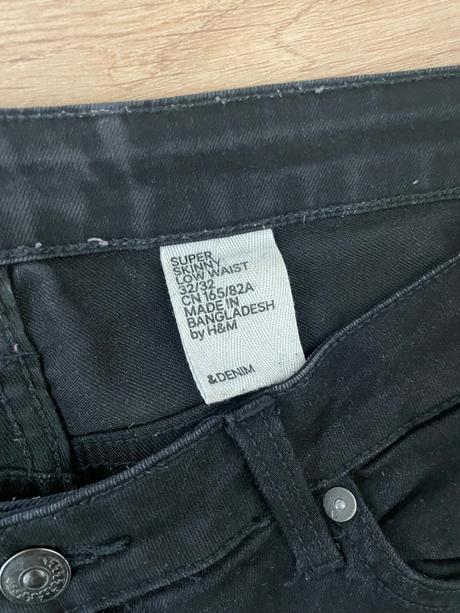 SUPER
SKINNY
LOW WAIST
32/32
CN 165/82A
MADE IN
BANGLADESH
by H&M
&DENIM